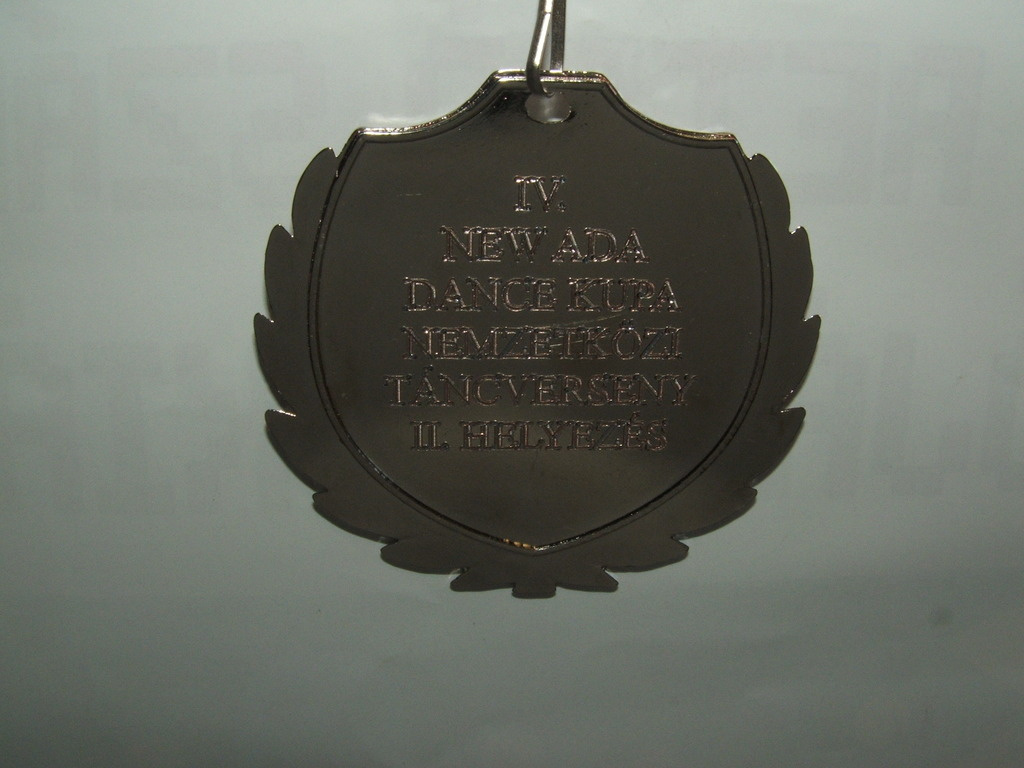 IV.
NEW ADA
DANCE KUPA
NEMZETKÖZI
TÁNCVERSENY
II. HELYEZÉS